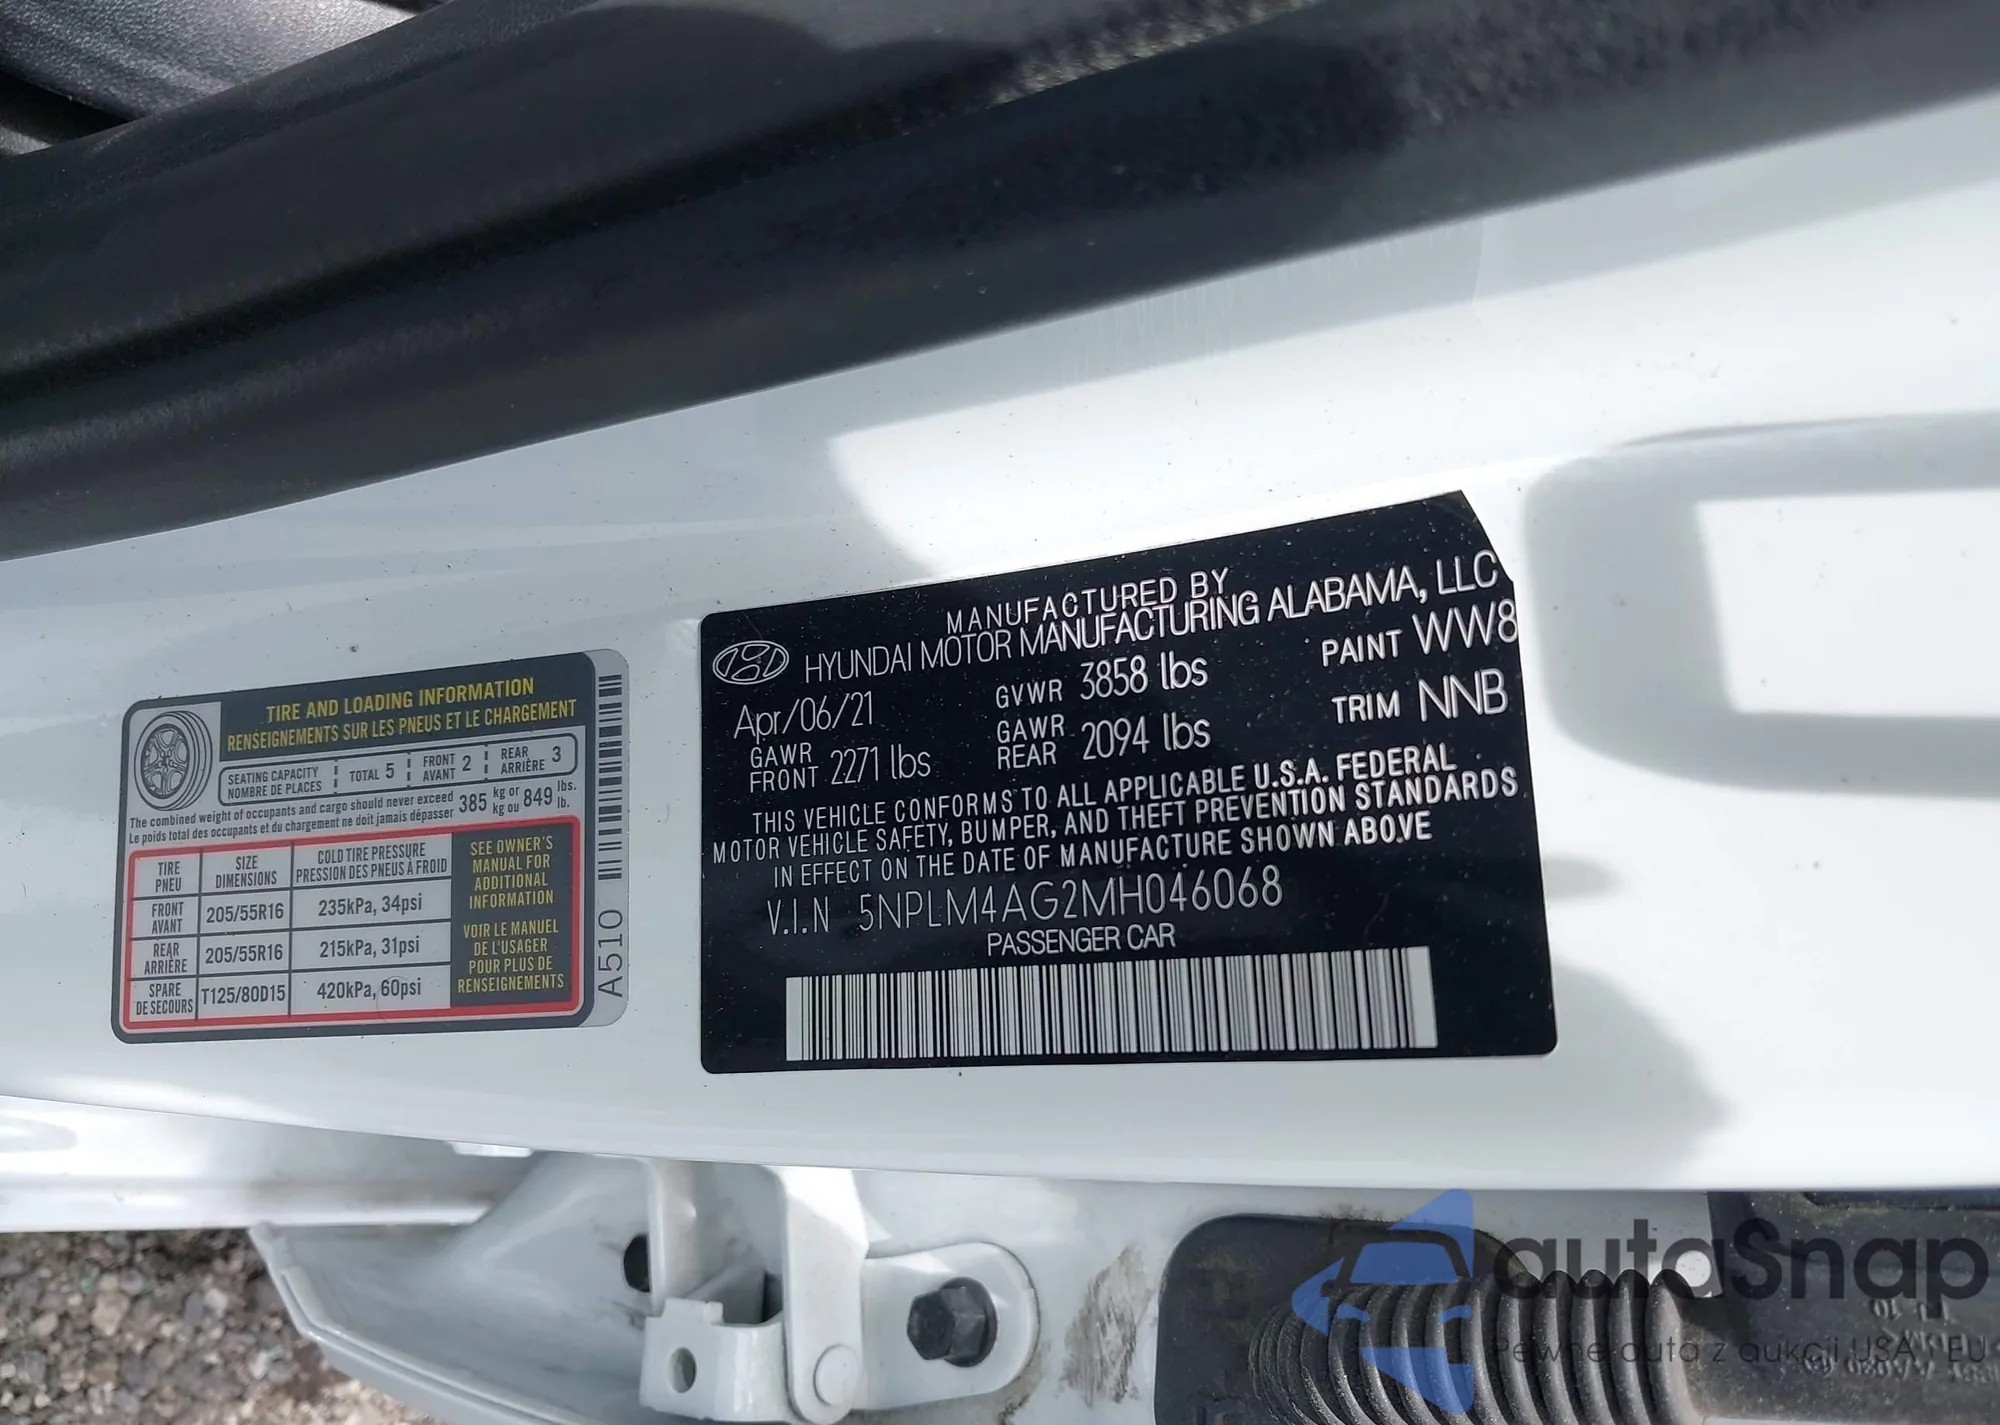 TIRE AND LOADING INFORMATION
RENSEIGNEMENTS SUR LES PNEUS ET LE CHARGEMENT
SEATING CAPACITY
NOMBRE DE PLACES
TOTAL 5
FRONT
AVANT 2
REAR
ARRIÈRE 3
The combined weight of occupants and cargo should never exceed 385 kg or 849 lbs.
Le poids total des occupants et du chargement ne doit jamais dépasser kg ou lb.
TIRE
PNEU
SIZE
DIMENSIONS
COLD TIRE PRESSURE
PRESSION DES PNEUS À FROID
FRONT
AVANT
205/55R16
235kPa, 34psi
REAR
ARRIÈRE
205/55R16
215kPa, 31psi
SPARE
DE SECOURS
T125/80D15
420kPa, 60psi
SEE OWNER'S
MANUAL FOR
ADDITIONAL
INFORMATION
VOIR LE MANUEL
DE L'USAGER
POUR PLUS DE
RENSEIGNEMENTS
A510
MANUFACTURED BY
HYUNDAI MOTOR MANUFACTURING ALABAMA, LLC
Apr/06/21
GVWR 3858 lbs
PAINT WW8
GAWR
FRONT 2271 lbs
GAWR
REAR 2094 lbs
TRIM NNB
THIS VEHICLE CONFORMS TO ALL APPLICABLE U.S.A. FEDERAL
MOTOR VEHICLE SAFETY, BUMPER, AND THEFT PREVENTION STANDARDS
IN EFFECT ON THE DATE OF MANUFACTURE SHOWN ABOVE
V.I.N 5NPLM4AG2MH046068
PASSENGER CAR
autaSnap
Pewne auta z aukcji USA i EU